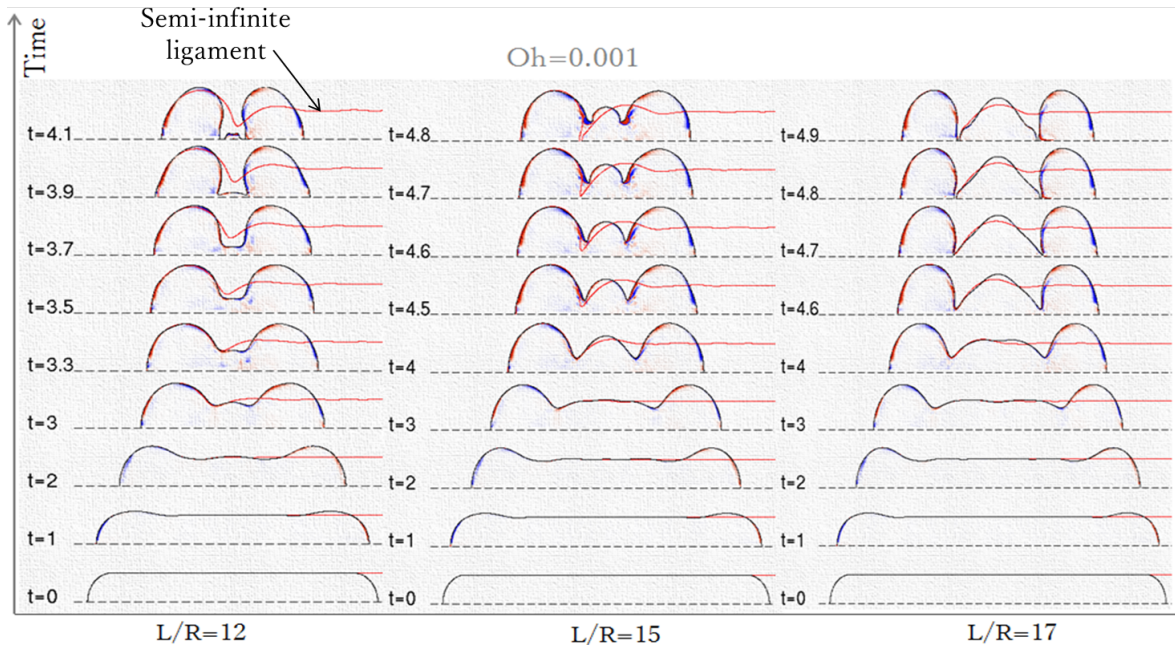 Semi-infinite
ligament
Time
Oh=0.001
t=4.1
t=3.9
t=3.7
t=3.5
t=3.3
t=3
t=2
t=1
t=0
L/R=12
t=4.8
t=4.7
t=4.6
t=4.5
t=4
t=3
t=2
t=1
t=0
L/R=15
t=4.9
t=4.8
t=4.7
t=4.6
t=4
t=3
t=2
t=1
t=0
L/R=17